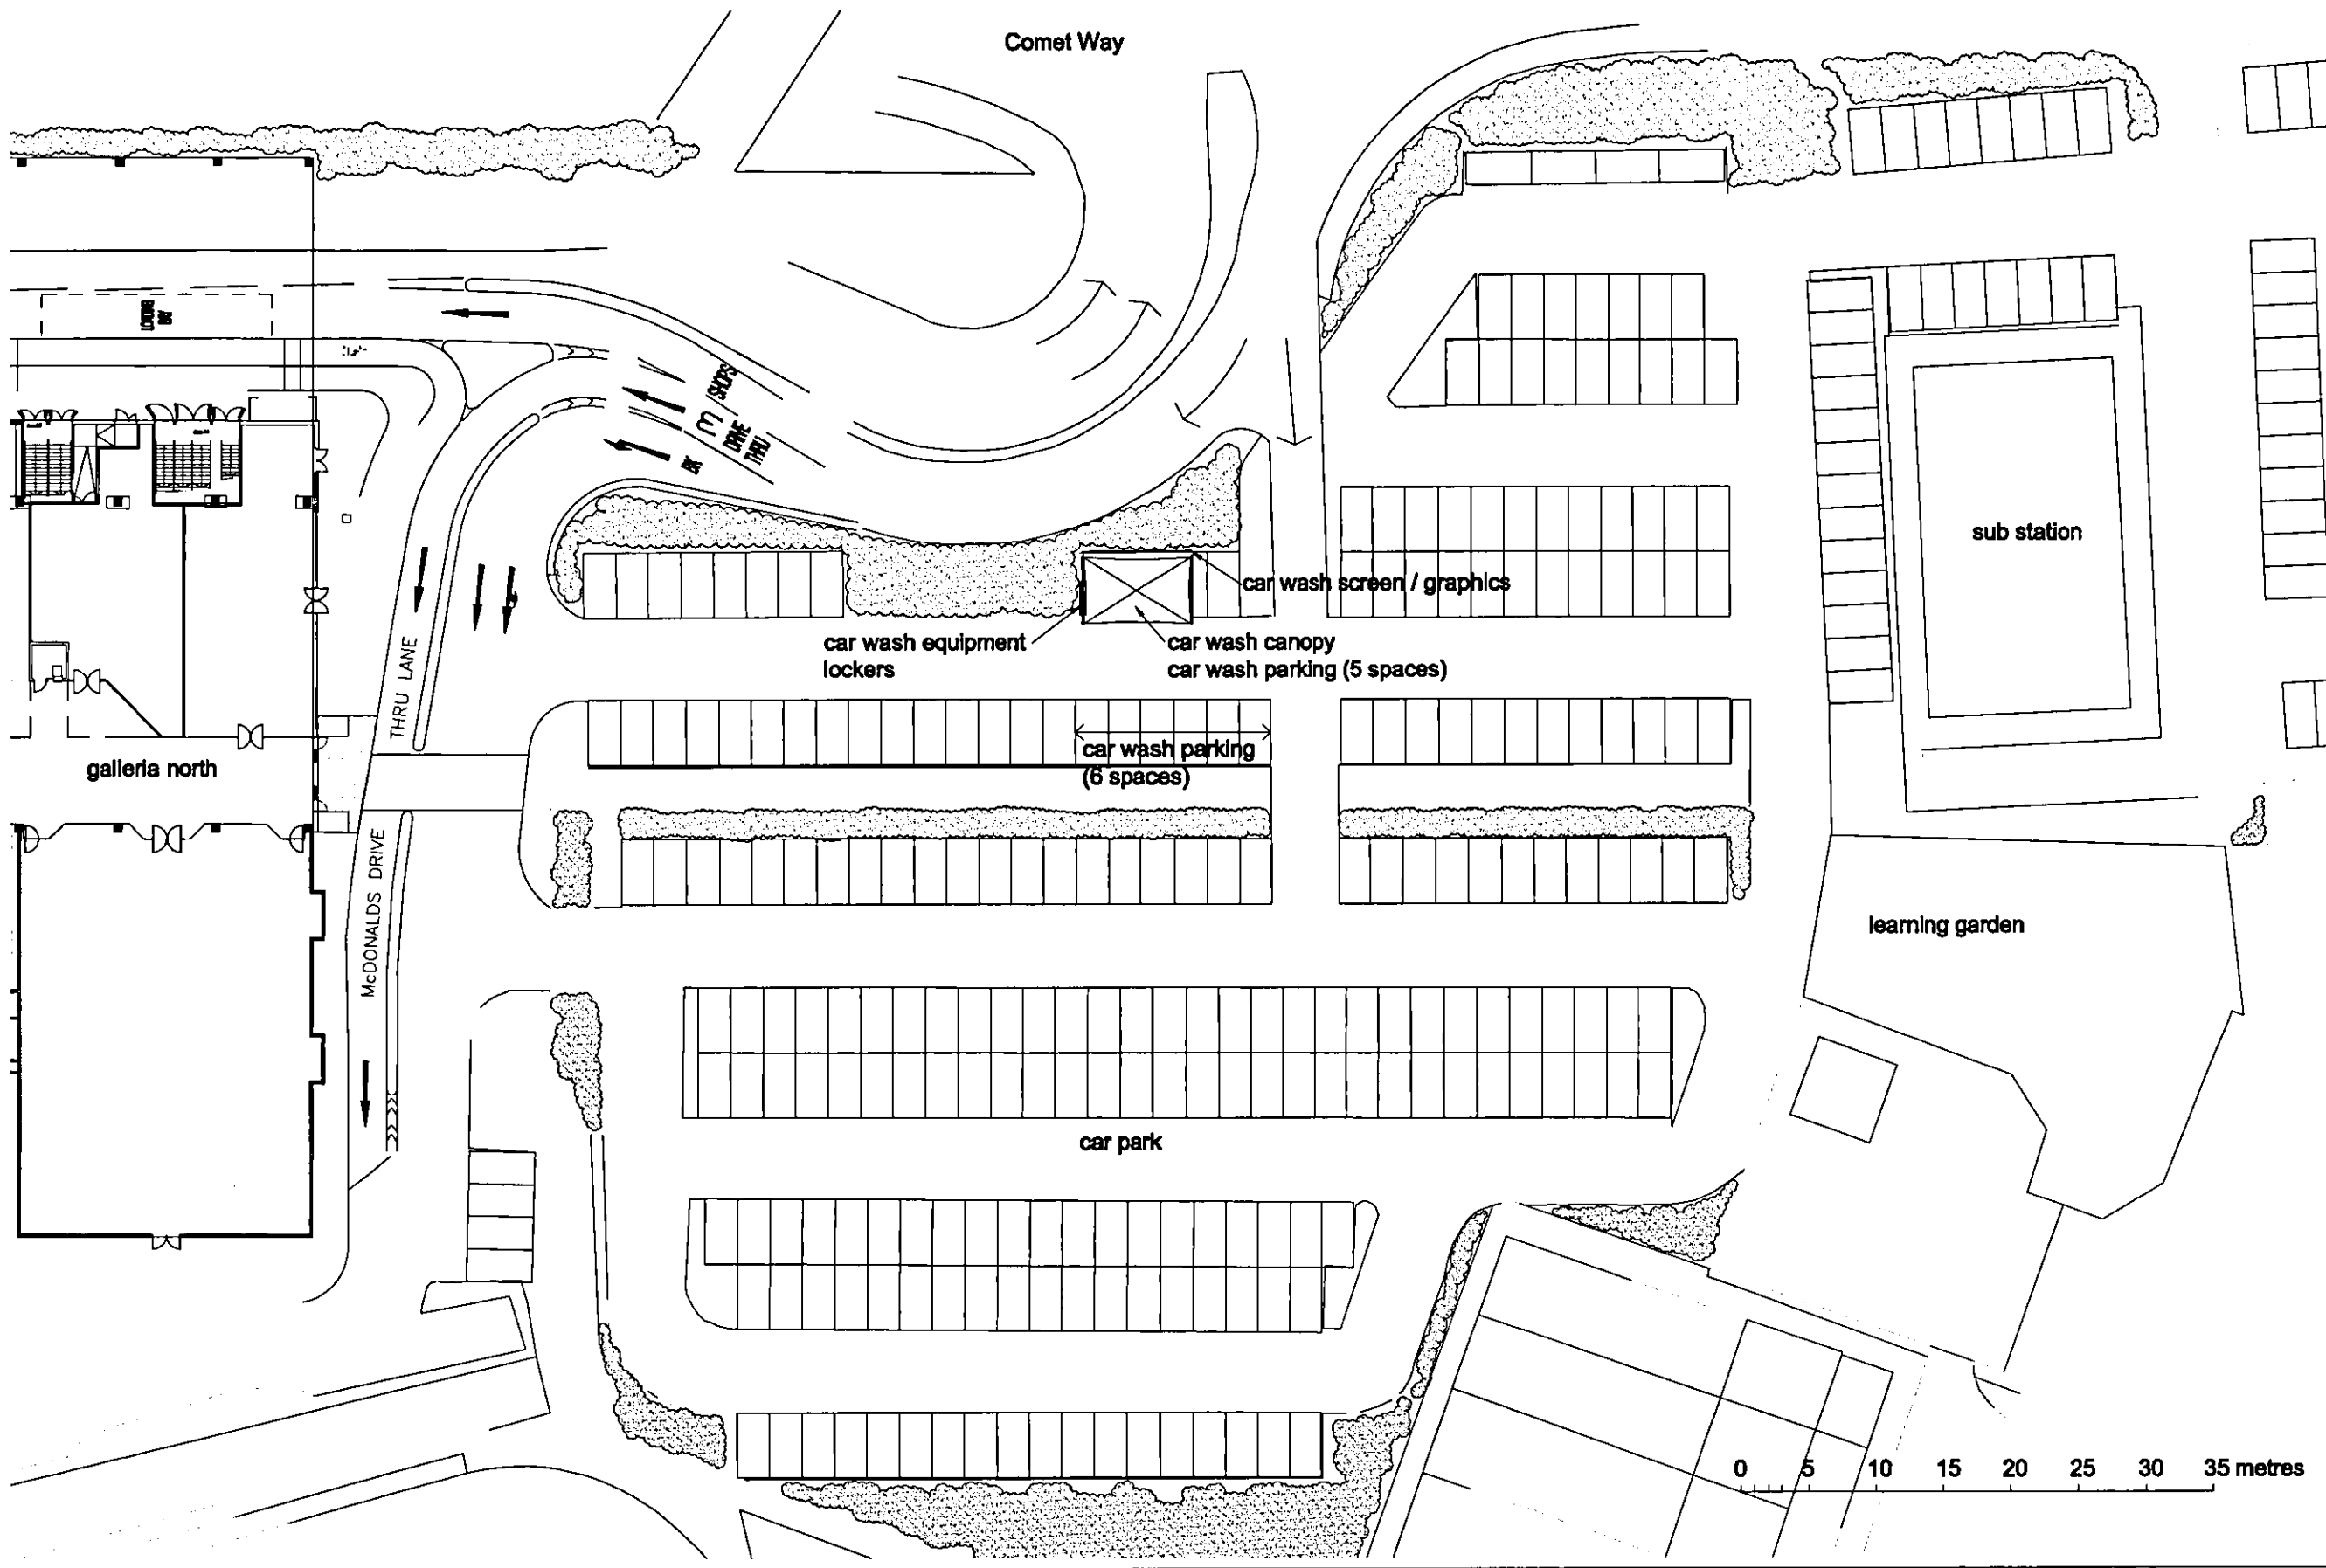 Comet Way
LOADING
BAY
SHOPS
DRIVE
THRU
BK
sub station
car wash screen / graphics
car wash equipment
lockers
car wash canopy
car wash parking (5 spaces)
THRU LANE
car wash parking
(6 spaces)
galleria north
McDONALDS DRIVE
learning garden
car park
0 5 10 15 20 25 30 35 metres